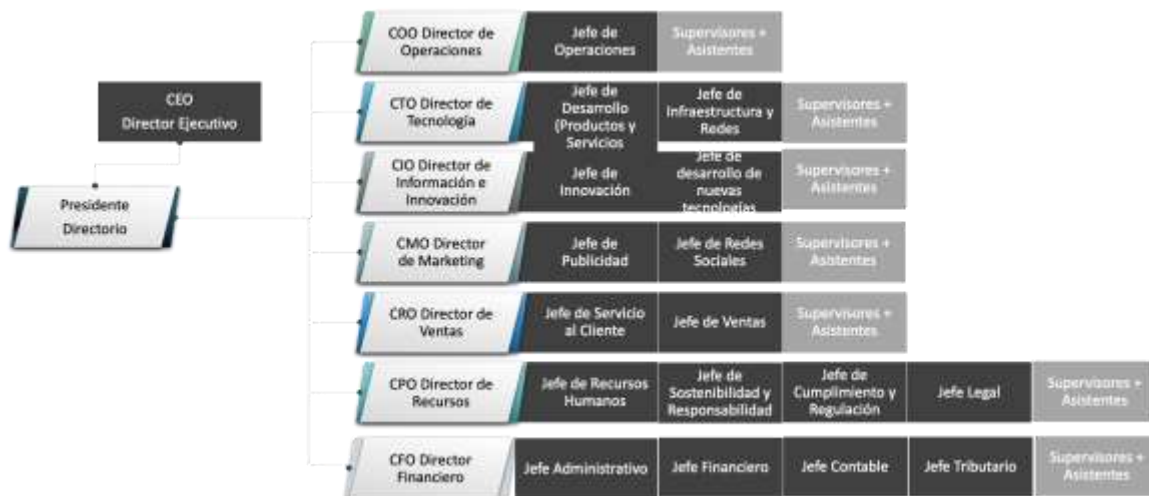 COO Director de
Operaciones
Jefe de
Operaciones
Supervisores +
Asistentes
CEO
Director Ejecutivo
CTO Director de
Tecnología
Jefe de
Desarrollo
(Productos y
Servicios
Jefe de
Infraestructura y
Redes
Supervisores +
Asistentes
CIO Director de
Información e
Innovación
Jefe de
Innovación
Jefe de
desarrollo de
nuevas
tecnologías
Supervisores +
Asistentes
Presidente
Directorio
CMO Director
de Marketing
Jefe de
Publicidad
Jefe de Redes
Sociales
Supervisores +
Asistentes
CRO Director de
Ventas
Jefe de Servicio
al Cliente
Jefe de Ventas
Supervisores +
Asistentes
CPO Director de
Recursos
Jefe de Recursos
Humanos
Jefe de
Sostenibilidad y
Responsabilidad
Jefe de
Cumplimiento y
Regulación
Jefe Legal
Supervisores +
Asistentes
CFO Director
Financiero
Jefe Administrativo
Jefe Financiero
Jefe Contable
Jefe Tributario
Supervisores +
Asistentes